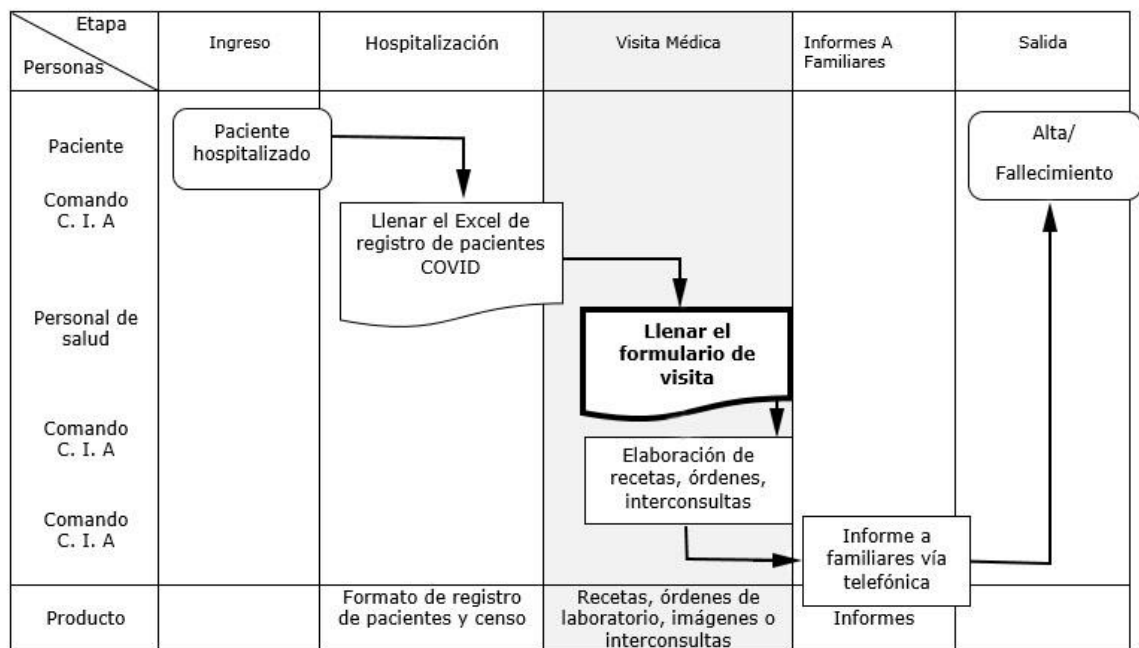 Etapa
Personas
Ingreso
Hospitalización
Visita Médica
Informes A
Familiares
Salida
Paciente
Paciente
hospitalizado
Alta/
Fallecimiento
Comando
C. I. A
Llenar el Excel de
registro de pacientes
COVID
Personal de
salud
Llenar el
formulario de
visita
Comando
C. I. A
Elaboración de
recetas, órdenes,
interconsultas
Comando
C. I. A
Informe a
familiares vía
telefónica
Producto
Formato de registro
de pacientes y censo
Recetas, órdenes de
laboratorio, imágenes o
interconsultas
Informes